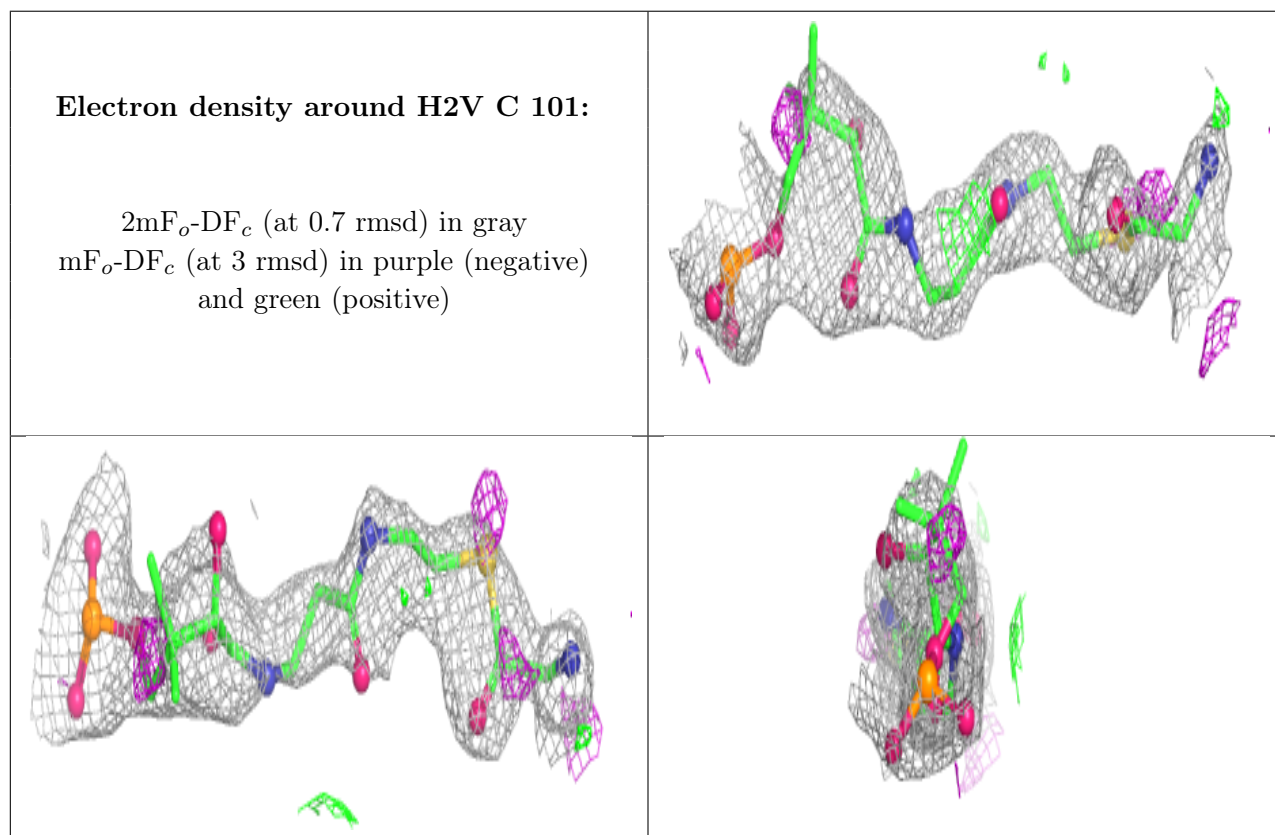 Electron density around H2V C 101:
2mFo-DFc (at 0.7 rmsd) in gray
mFo-DFc (at 3 rmsd) in purple (negative)
and green (positive)